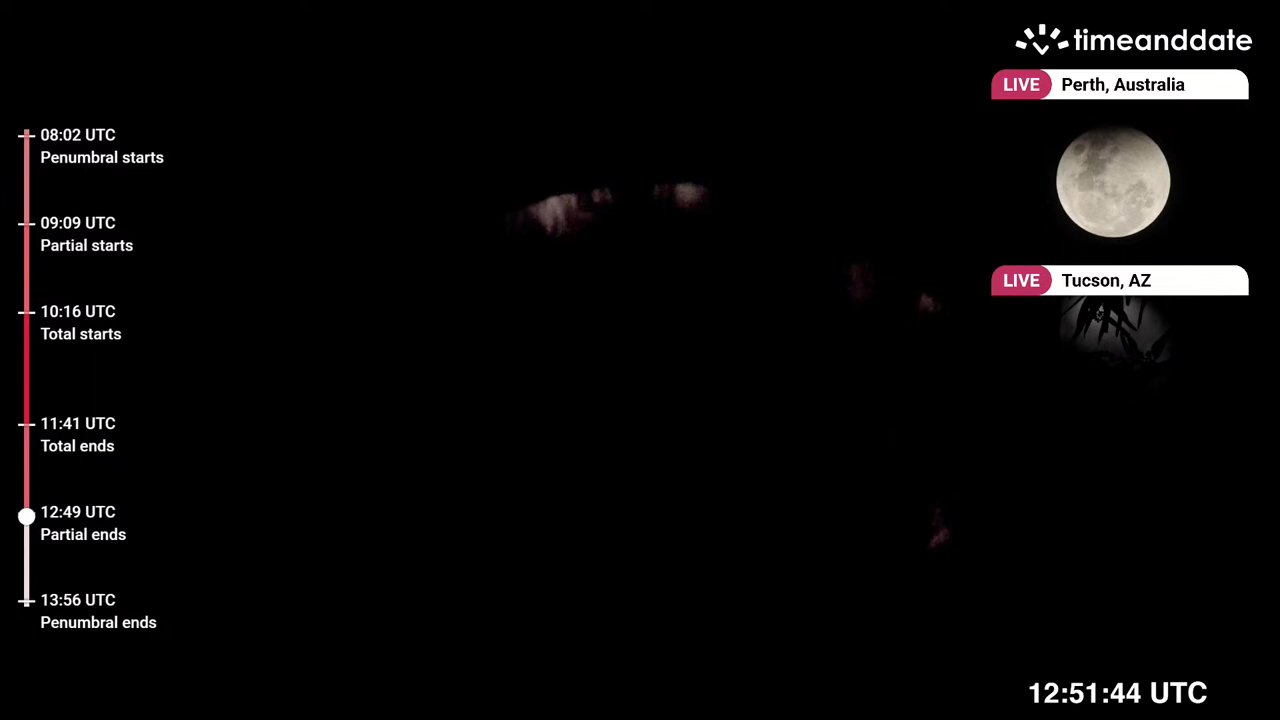 timeanddate
LIVE Perth, Australia
08:02 UTC
Penumbral starts
09:09 UTC
Partial starts
LIVE Tucson, AZ
10:16 UTC
Total starts
11:41 UTC
Total ends
12:49 UTC
Partial ends
13:56 UTC
Penumbral ends
12:51:44 UTC